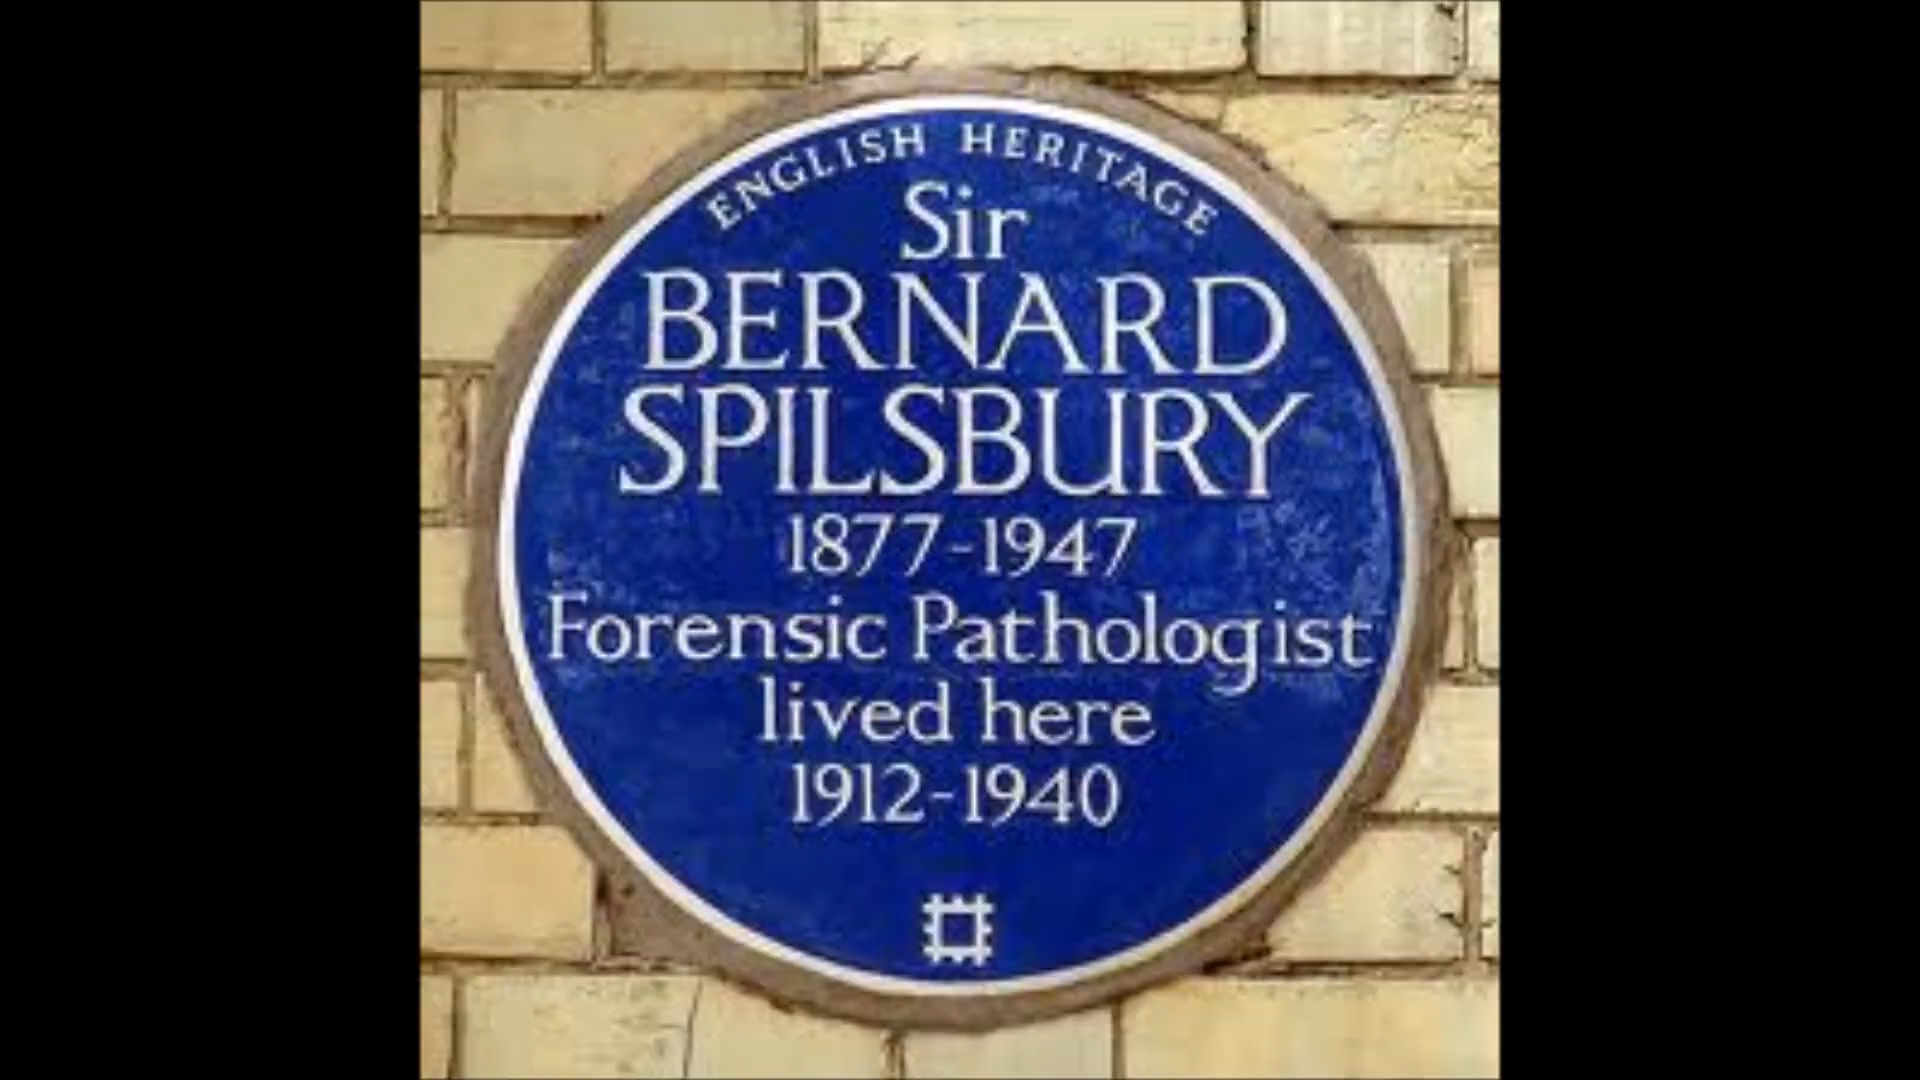 ENGLISH HERITAGE
Sir
BERNARD
SPILSBURY
1877-1947
Forensic Pathologist
lived here
1912-1940